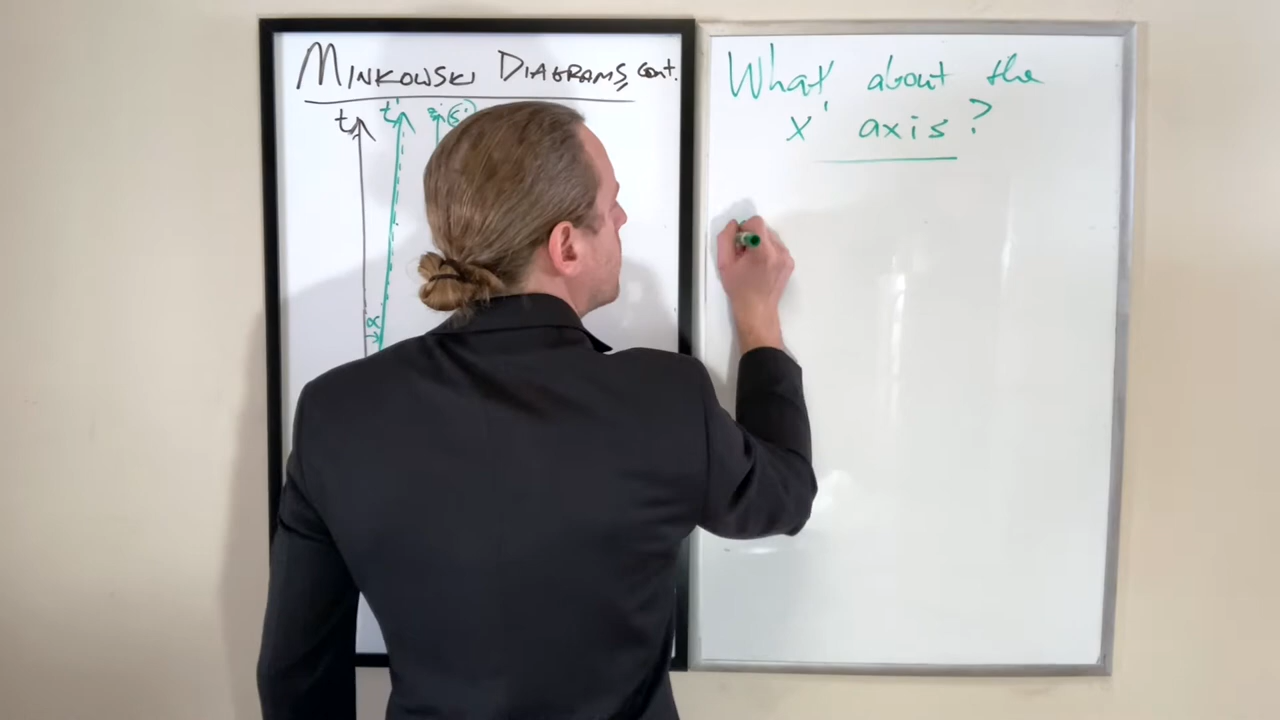 MINKOWSKI DIAGRAMS cont.
t t'
α
What about the
x' axis?